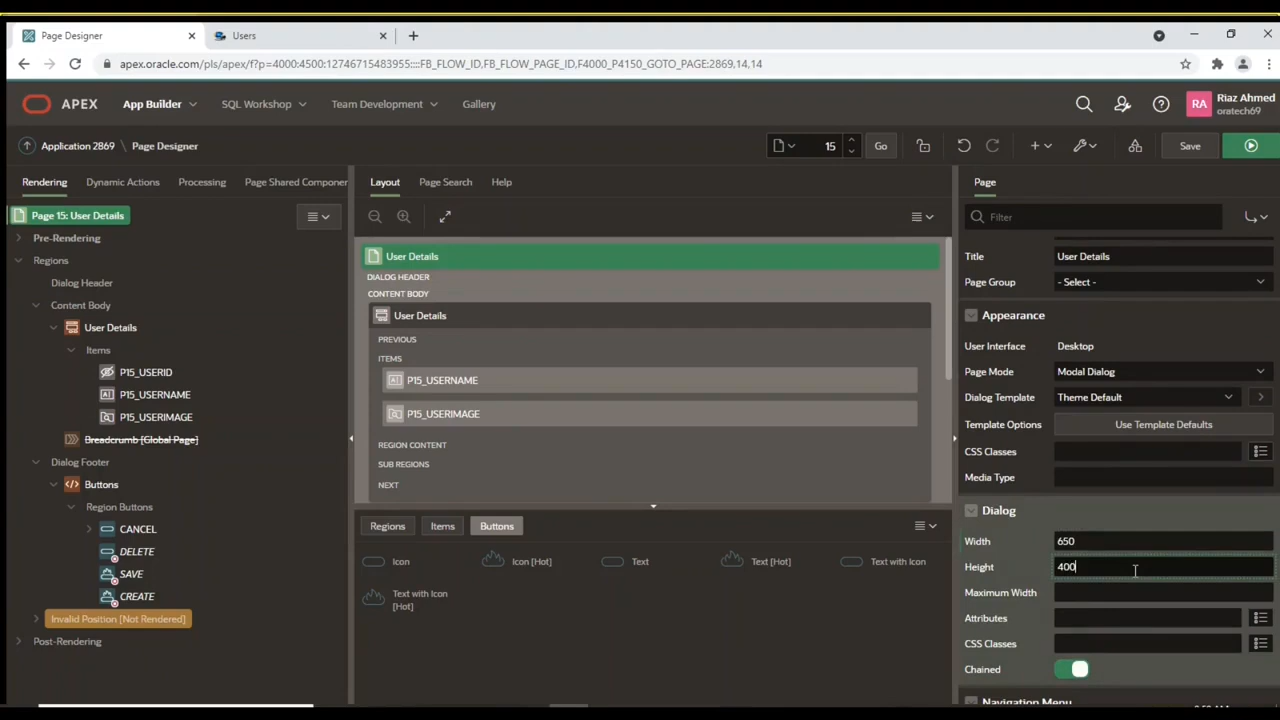 Page Designer
Users
apex.oracle.com/pls/apex/f?p=4000:4500:12746715483955::::FB_FLOW_ID,FB_FLOW_PAGE_ID,F4000_P4150_GOTO_PAGE:2869,14,14
APEX
App Builder
SQL Workshop
Team Development
Gallery
RA
Riaz Ahmed
oratech69
Application 2869
Page Designer
15
Go
Save
Rendering
Dynamic Actions
Processing
Page Shared Componen
Page 15: User Details
Pre-Rendering
Regions
Dialog Header
Content Body
User Details
Items
P15_USERID
P15_USERNAME
P15_USERIMAGE
Breadcrumb [Global Page]
Dialog Footer
Buttons
Region Buttons
CANCEL
DELETE
SAVE
CREATE
Invalid Position [Not Rendered]
Post-Rendering
Layout
Page Search
Help
User Details
DIALOG HEADER
CONTENT BODY
User Details
PREVIOUS
ITEMS
P15_USERNAME
P15_USERIMAGE
REGION CONTENT
SUB REGIONS
NEXT
Regions
Items
Buttons
Icon
Icon [Hot]
Text
Text [Hot]
Text with Icon
Text with Icon
[Hot]
Page
Filter
Title
User Details
Page Group
- Select -
Appearance
User Interface
Desktop
Page Mode
Modal Dialog
Dialog Template
Theme Default
Template Options
Use Template Defaults
CSS Classes
Media Type
Dialog
Width
650
Height
400
Maximum Width
Attributes
CSS Classes
Chained
Navigation Menu